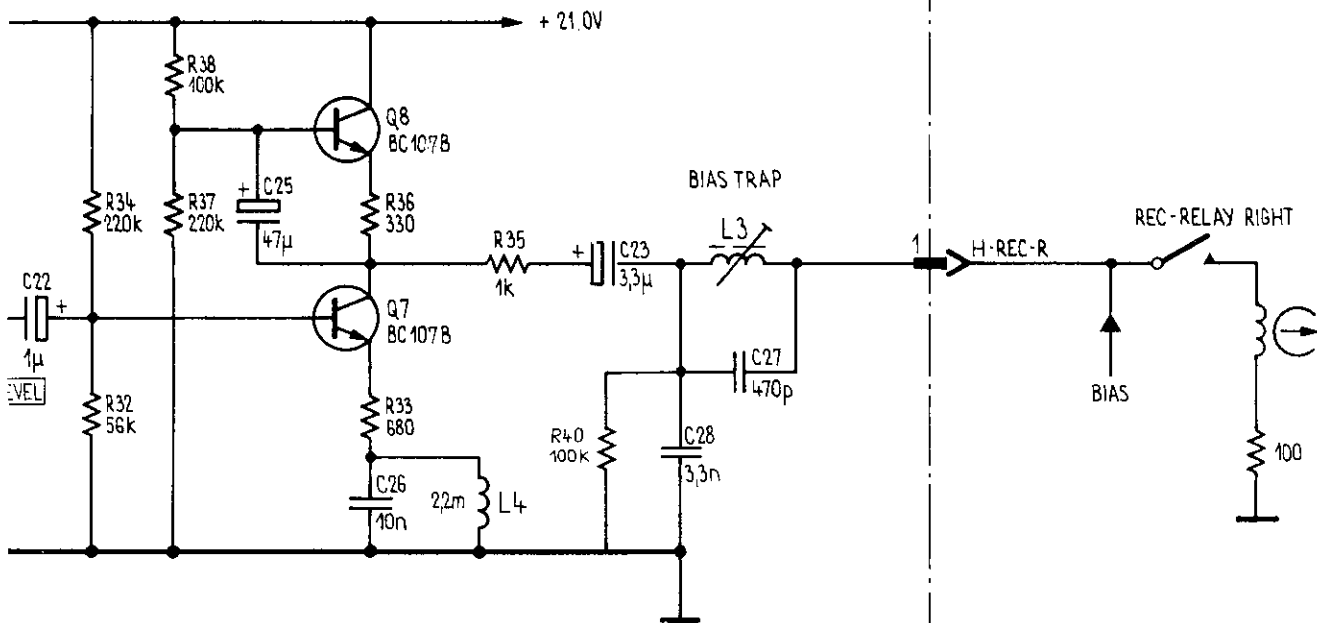 + 21.0V
R38
100k
Q8
BC107B
R34
220k
R37
220k
+ C25
47μ
R36
330
BIAS TRAP
L3
REC-RELAY RIGHT
R35
1k
+ C23
3,3μ
1
H-REC-R
C22
+
1μ
EVEL
Q7
BC107B
C27
470p
BIAS
R32
56k
R33
680
R40
100k
C28
3,3n
100
C26
10n
2,2m
L4